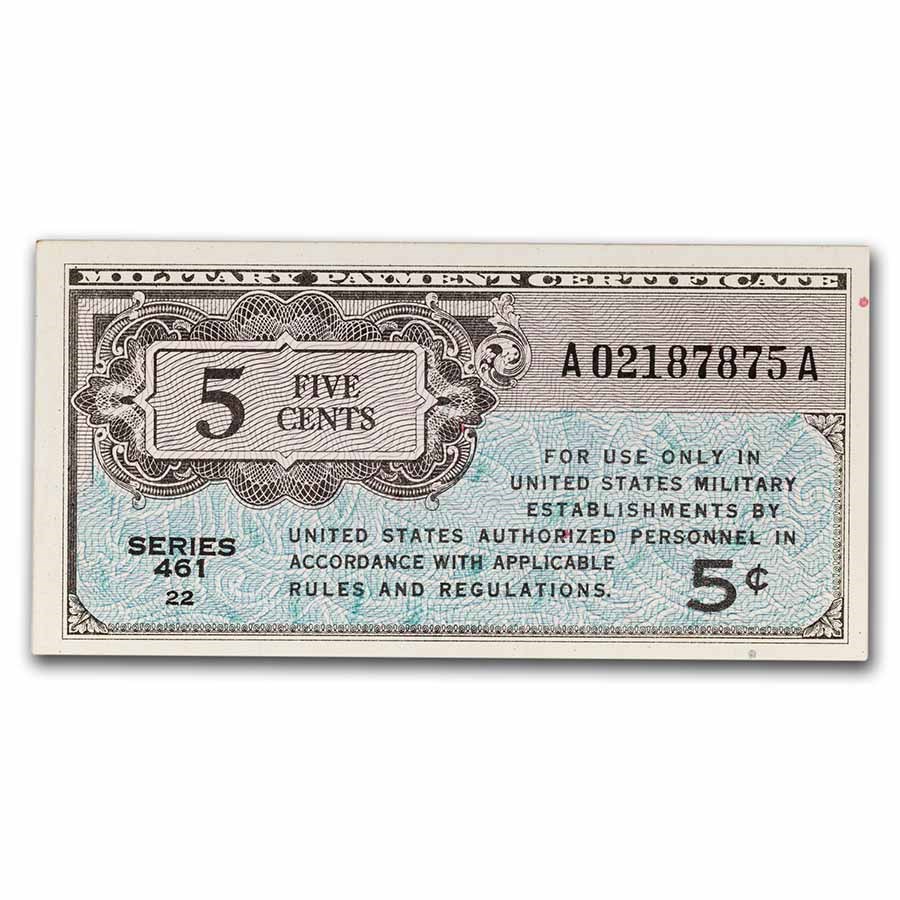 MILITARY PAYMENT CERTIFICATE
5 FIVE CENTS
A02187875A
FOR USE ONLY IN
UNITED STATES MILITARY
ESTABLISHMENTS BY
UNITED STATES AUTHORIZED PERSONNEL IN
ACCORDANCE WITH APPLICABLE
RULES AND REGULATIONS.
SERIES
461
22
5¢